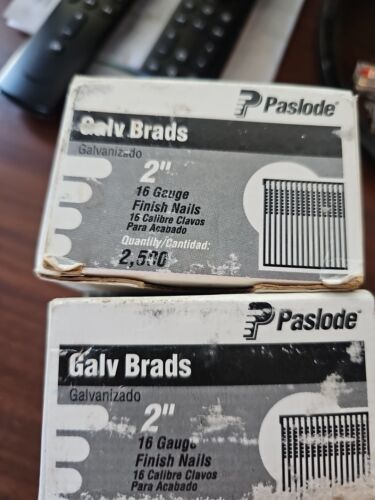 Paslode®
Galv Brads
Galvanizado
2"
16 Gauge
Finish Nails
16 Calibre Clavos
Para Acabado
Quantity/Cantidad:
2,500
Paslode®
Galv Brads
Galvanizado
2"
16 Gauge
Finish Nails
16 Calibre Clavos
Para Acabado